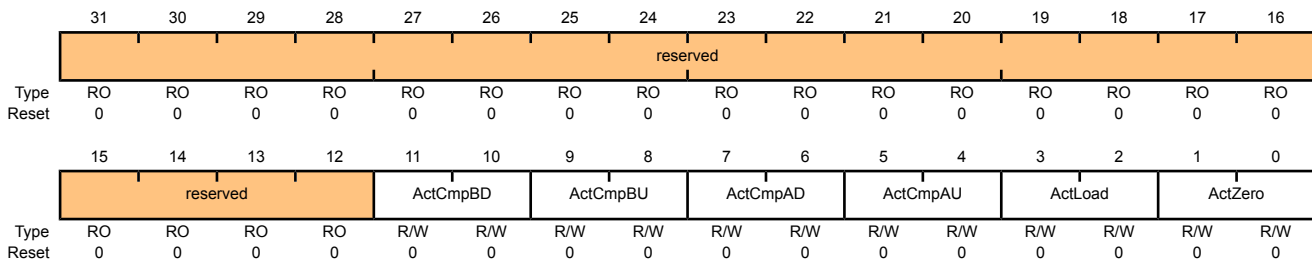 31 30 29 28 27 26 25 24 23 22 21 20 19 18 17 16
reserved
Type RO RO RO RO RO RO RO RO RO RO RO RO RO RO RO RO
Reset 0 0 0 0 0 0 0 0 0 0 0 0 0 0 0 0
15 14 13 12 11 10 9 8 7 6 5 4 3 2 1 0
reserved ActCmpBD ActCmpBU ActCmpAD ActCmpAU ActLoad ActZero
Type RO RO RO RO R/W R/W R/W R/W R/W R/W R/W R/W R/W R/W R/W R/W
Reset 0 0 0 0 0 0 0 0 0 0 0 0 0 0 0 0